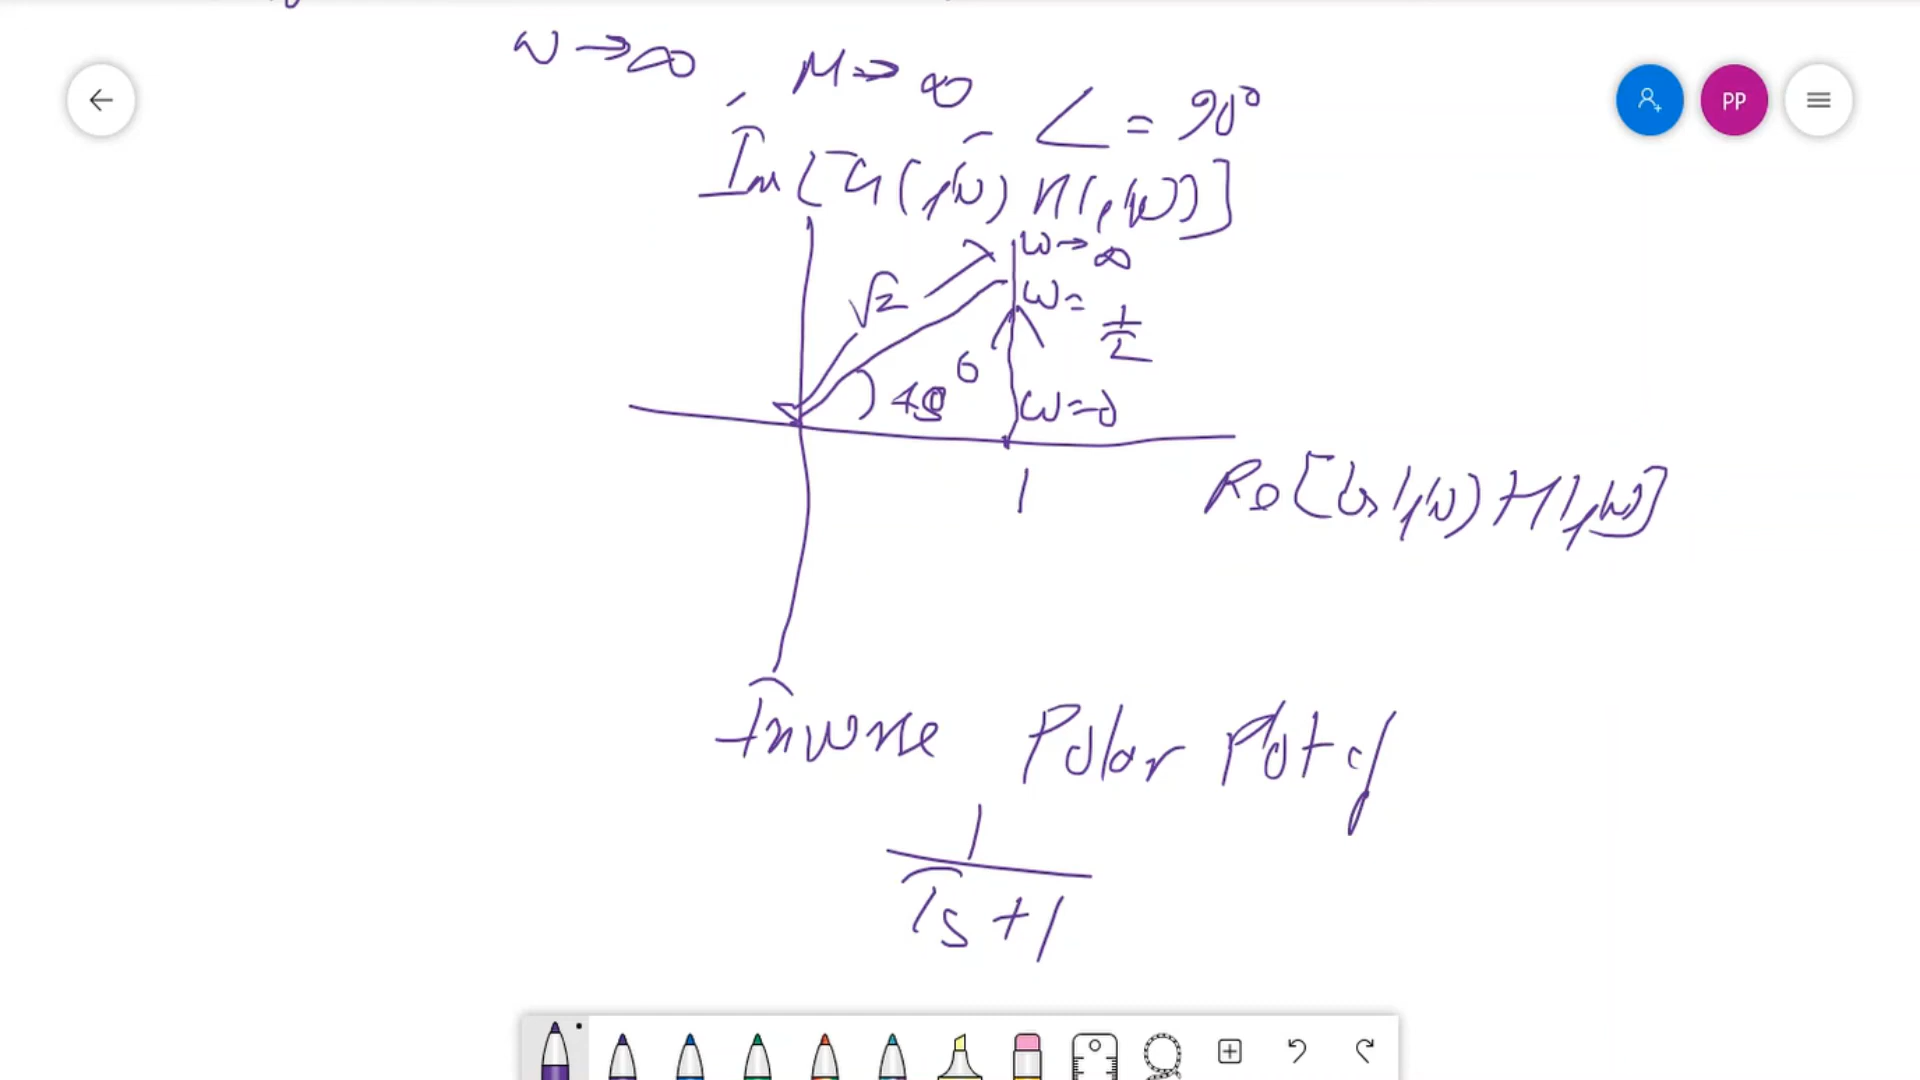 ω → ∞ M → ∞ ∠ = 90°
Im [G(jω) H(jω)]
ω → ∞
√2 ω = 1/T
45°
ω = 0
1 Re [G(jω) H(jω)]
Inverse Polar Plot of
1
Ts + 1
PP